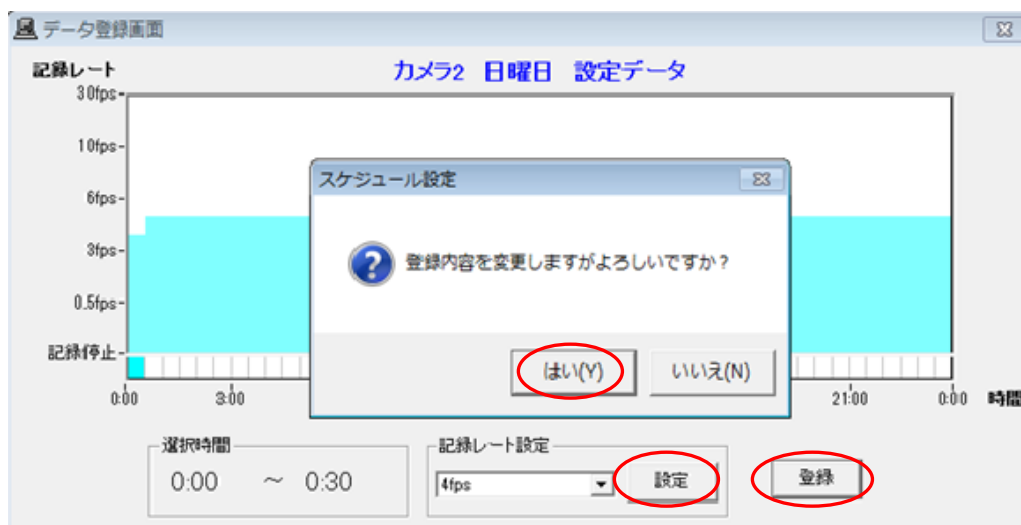 データ登録画面
記録レート
カメラ2 日曜日 設定データ
30fps
10fps
6fps
3fps
0.5fps
記録停止
スケジュール設定
登録内容を変更しますがよろしいですか?
はい(Y)
いいえ(N)
0:00
3:00
21:00
0:00
時間
選択時間
0:00 ~ 0:30
記録レート設定
4fps
設定
登録